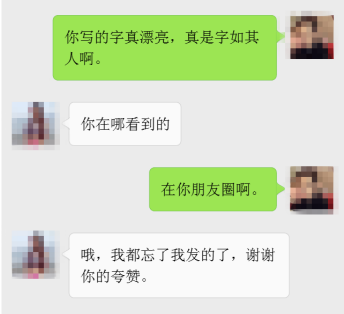 你写的字真漂亮，真是字如其
人啊。
你在哪看到的
在你朋友圈啊。
哦，我都忘了我发的了，谢谢
你的夸赞。